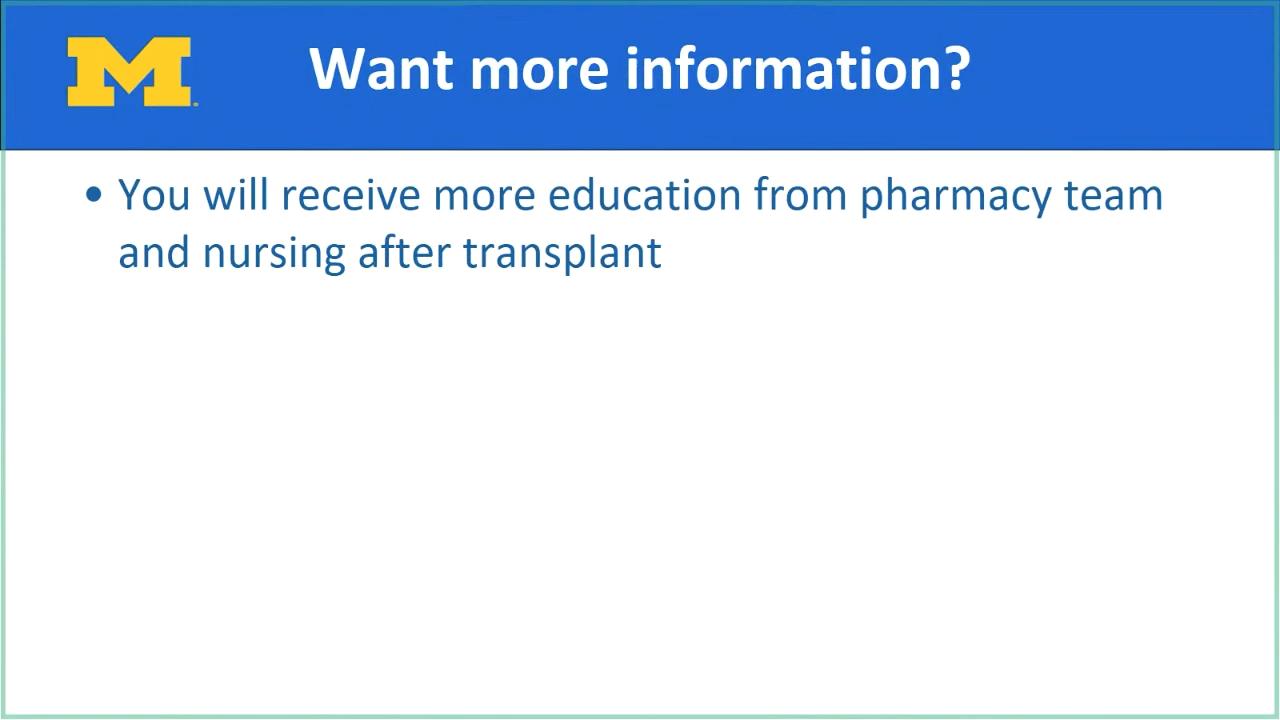 M
Want more information?
• You will receive more education from pharmacy team
and nursing after transplant